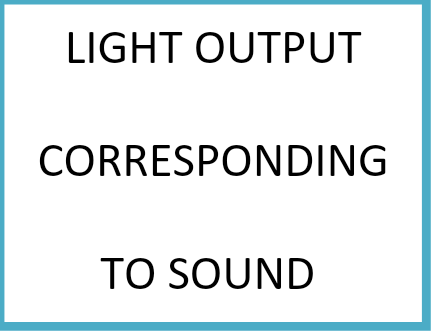 LIGHT OUTPUT
CORRESPONDING
TO SOUND